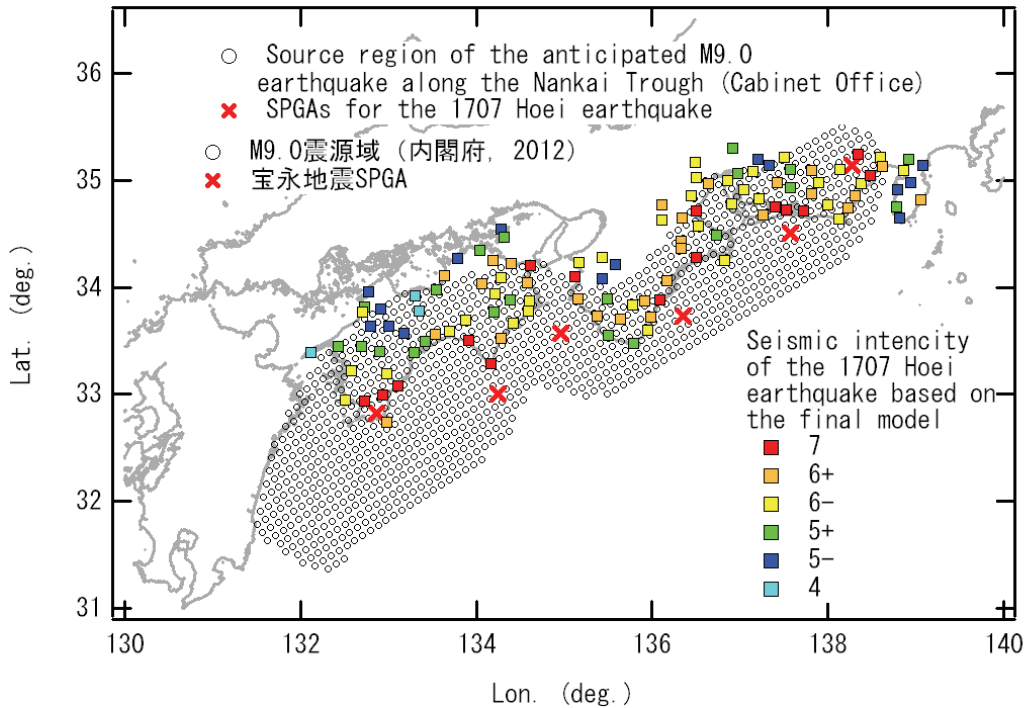 Source region of the anticipated M9.0
earthquake along the Nankai Trough (Cabinet Office)
SPGAs for the 1707 Hoei earthquake
M9.0震源域 (内閣府, 2012)
宝永地震SPGA
36
35
34
33
32
31
Lat. (deg.)
Seismic intencity
of the 1707 Hoei
earthquake based on
the final model
7
6+
6-
5+
5-
4
130
132
134
136
138
140
Lon. (deg.)